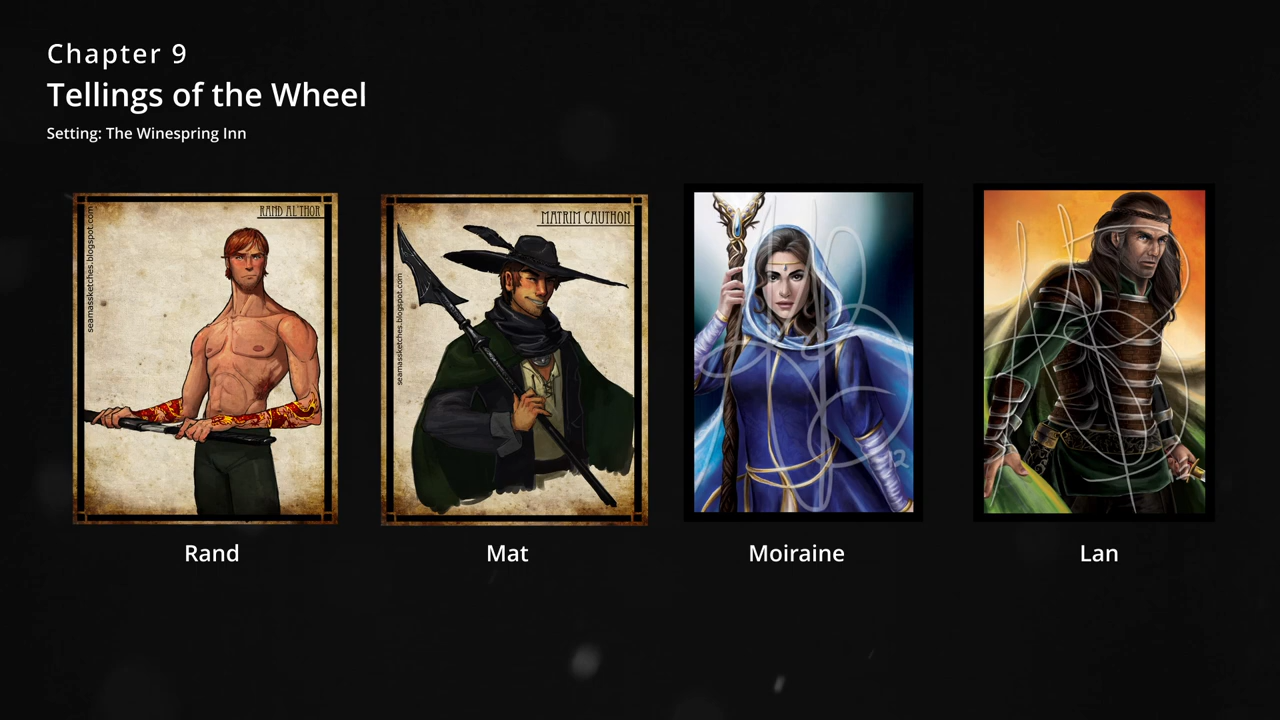 Chapter 9
Tellings of the Wheel
Setting: The Winespring Inn
RAND AL'THOR
seamassketches.blogspot.com
MATRIM CAUTHON
seamassketches.blogspot.com
Rand
Mat
Moiraine
Lan